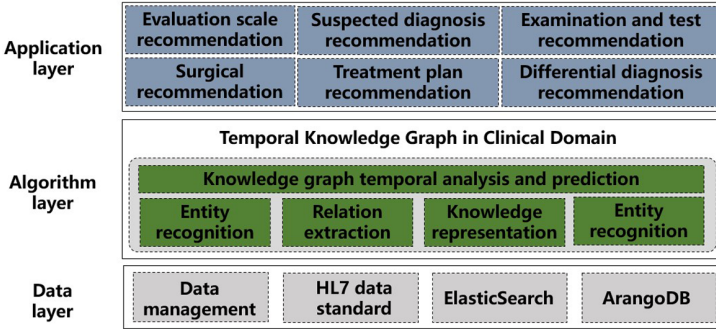 Application
layer
Evaluation scale
recommendation
Suspected diagnosis
recommendation
Examination and test
recommendation
Surgical
recommendation
Treatment plan
recommendation
Differential diagnosis
recommendation
Algorithm
layer
Temporal Knowledge Graph in Clinical Domain
Knowledge graph temporal analysis and prediction
Entity
recognition
Relation
extraction
Knowledge
representation
Entity
recognition
Data
layer
Data
management
HL7 data
standard
ElasticSearch
ArangoDB